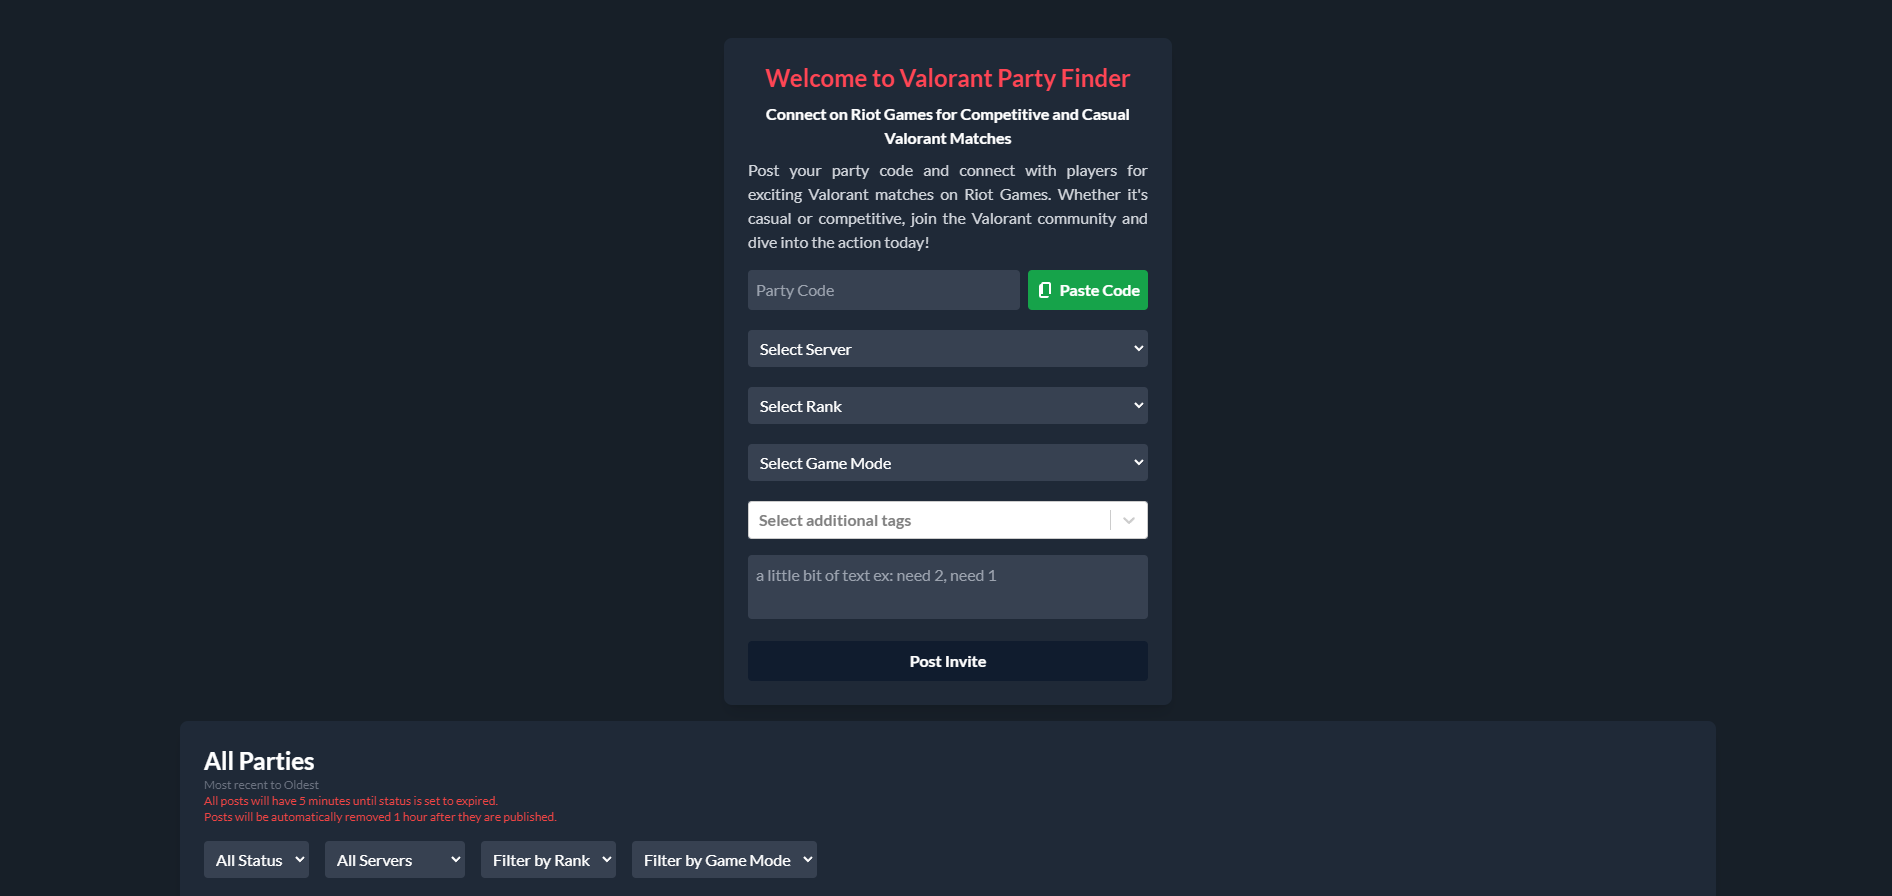 Welcome to Valorant Party Finder
Connect on Riot Games for Competitive and Casual
Valorant Matches
Post your party code and connect with players for
exciting Valorant matches on Riot Games. Whether it's
casual or competitive, join the Valorant community and
dive into the action today!
Party Code
Paste Code
Select Server
Select Rank
Select Game Mode
Select additional tags
a little bit of text ex: need 2, need 1
Post Invite
All Parties
Most recent to Oldest
All posts will have 5 minutes until status is set to expired.
Posts will be automatically removed 1 hour after they are published.
All Status All Servers Filter by Rank Filter by Game Mode